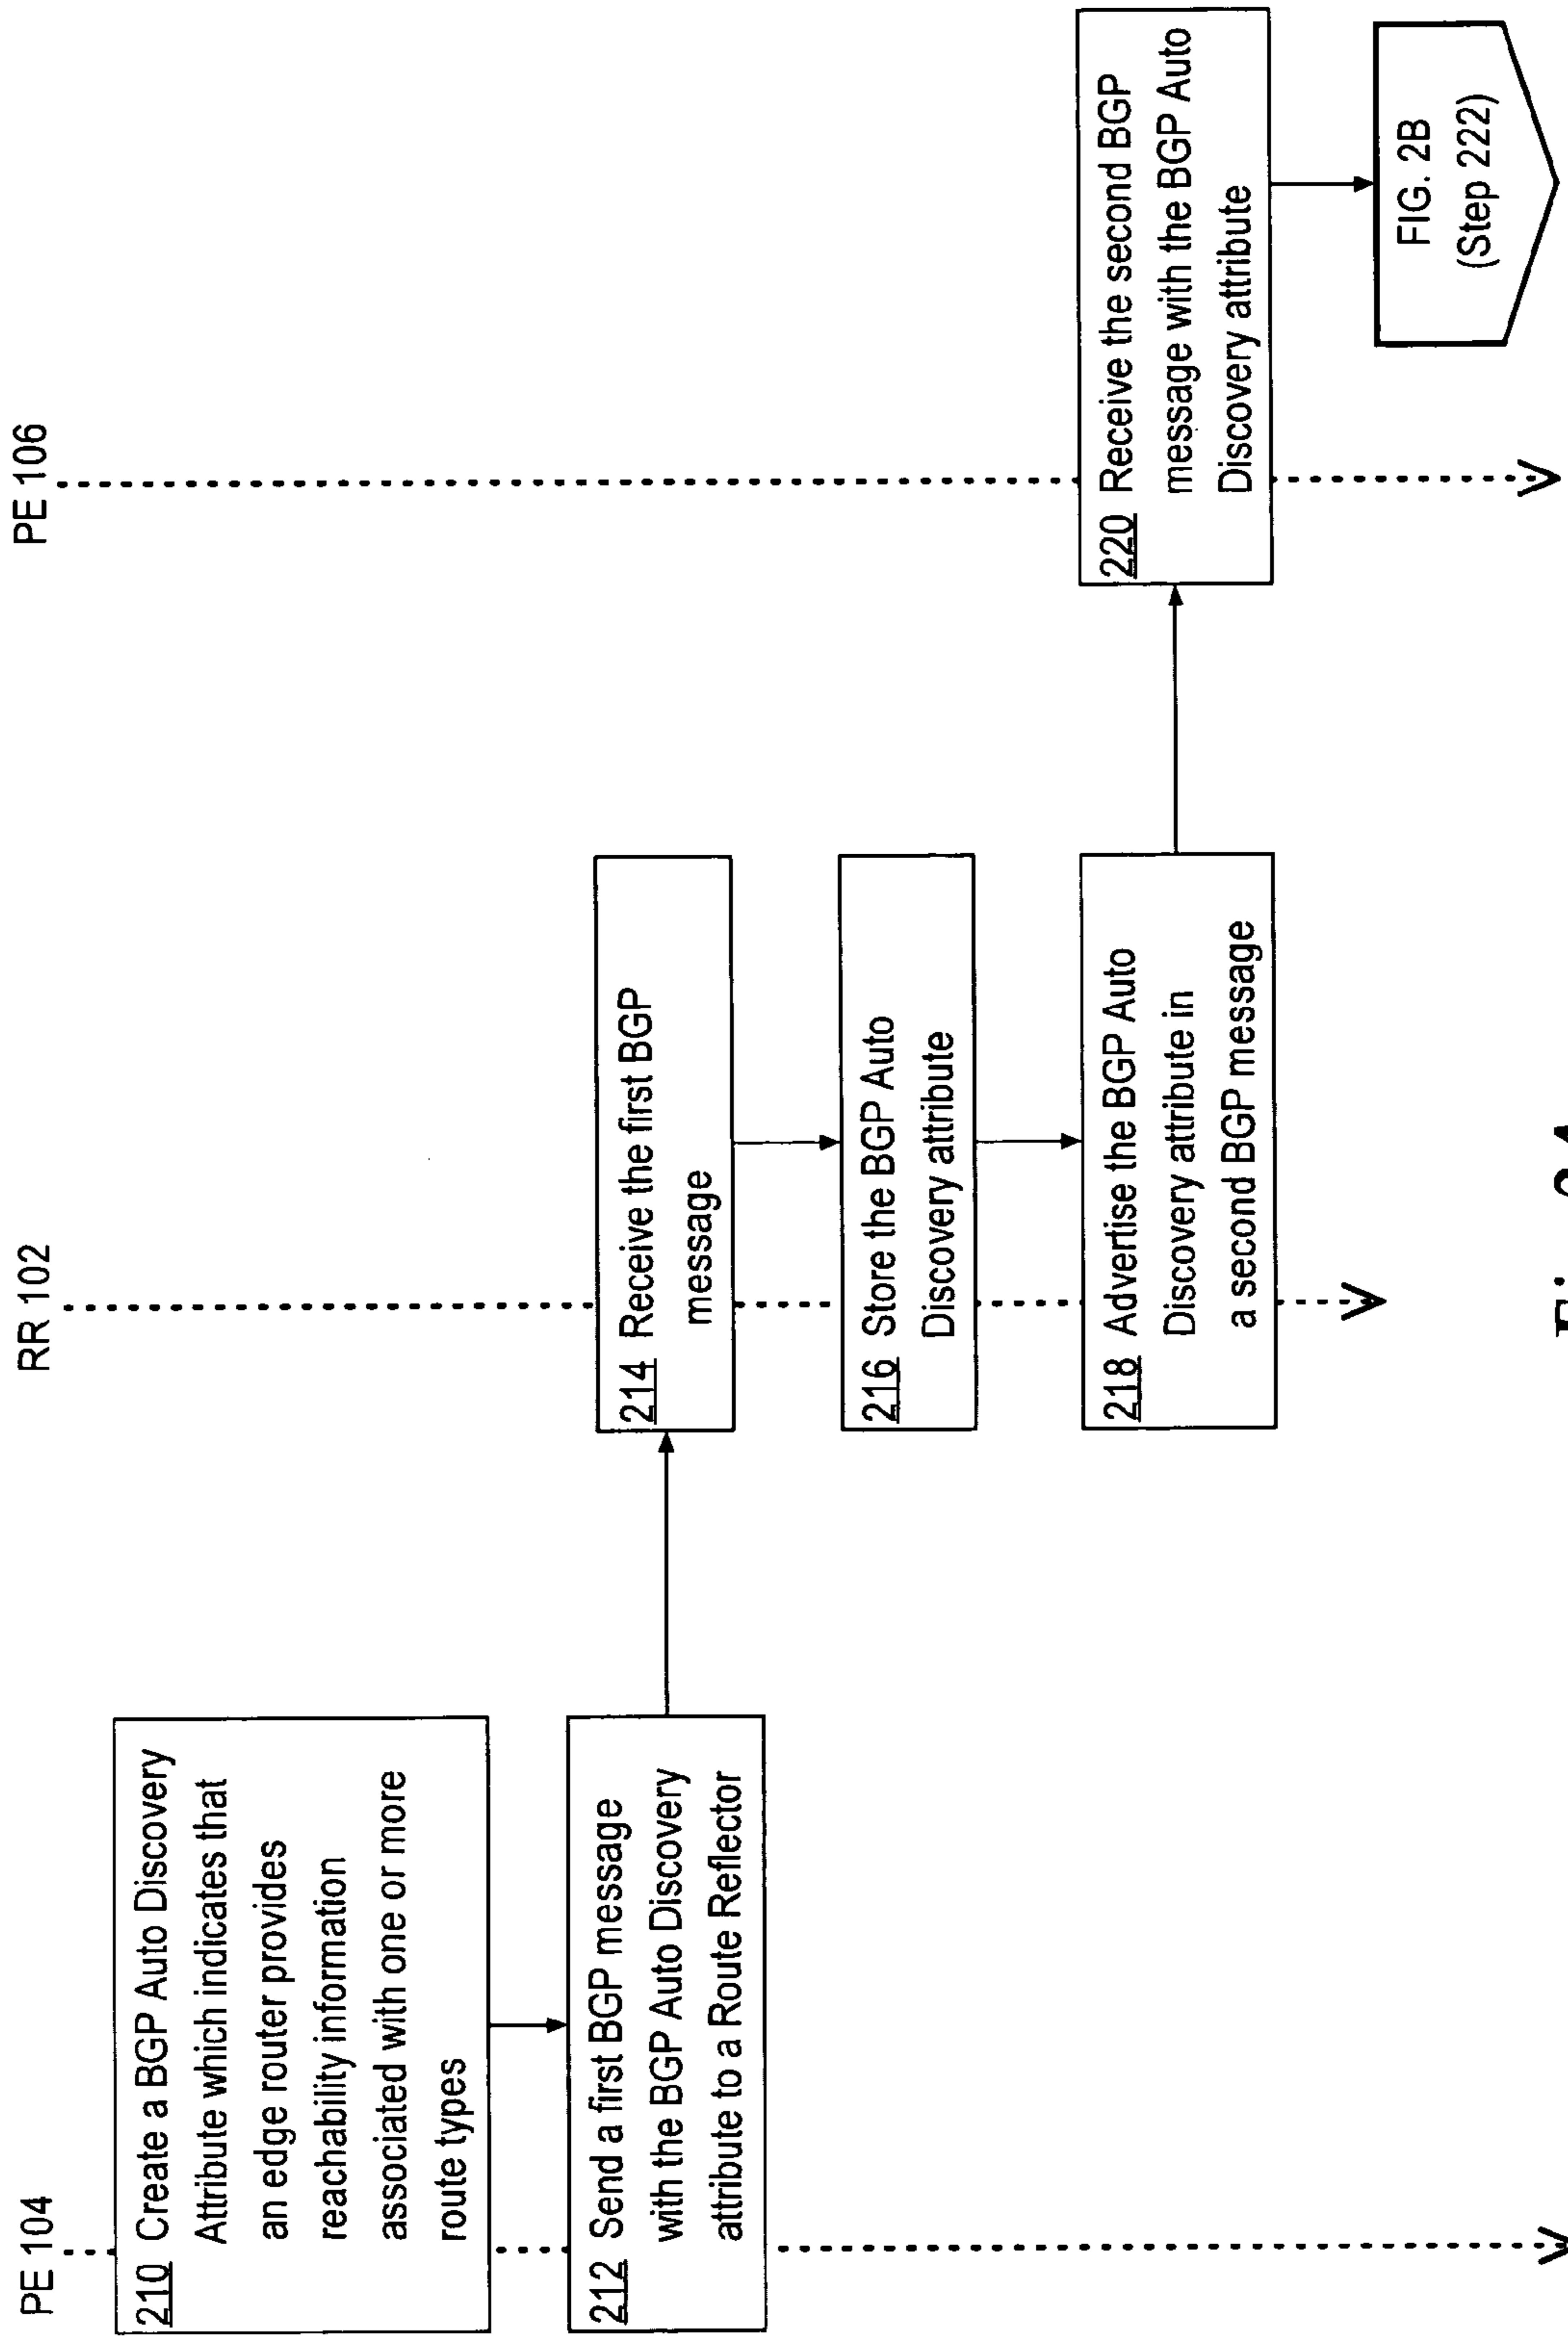 PE 104
RR 102
PE 106
210 Create a BGP Auto Discovery
Attribute which indicates that
an edge router provides
reachability information
associated with one or more
route types
212 Send a first BGP message
with the BGP Auto Discovery
attribute to a Route Reflector
214 Receive the first BGP
message
216 Store the BGP Auto
Discovery attribute
218 Advertise the BGP Auto
Discovery attribute in
a second BGP message
220 Receive the second BGP
message with the BGP Auto
Discovery attribute
FIG. 2B
(Step 222)